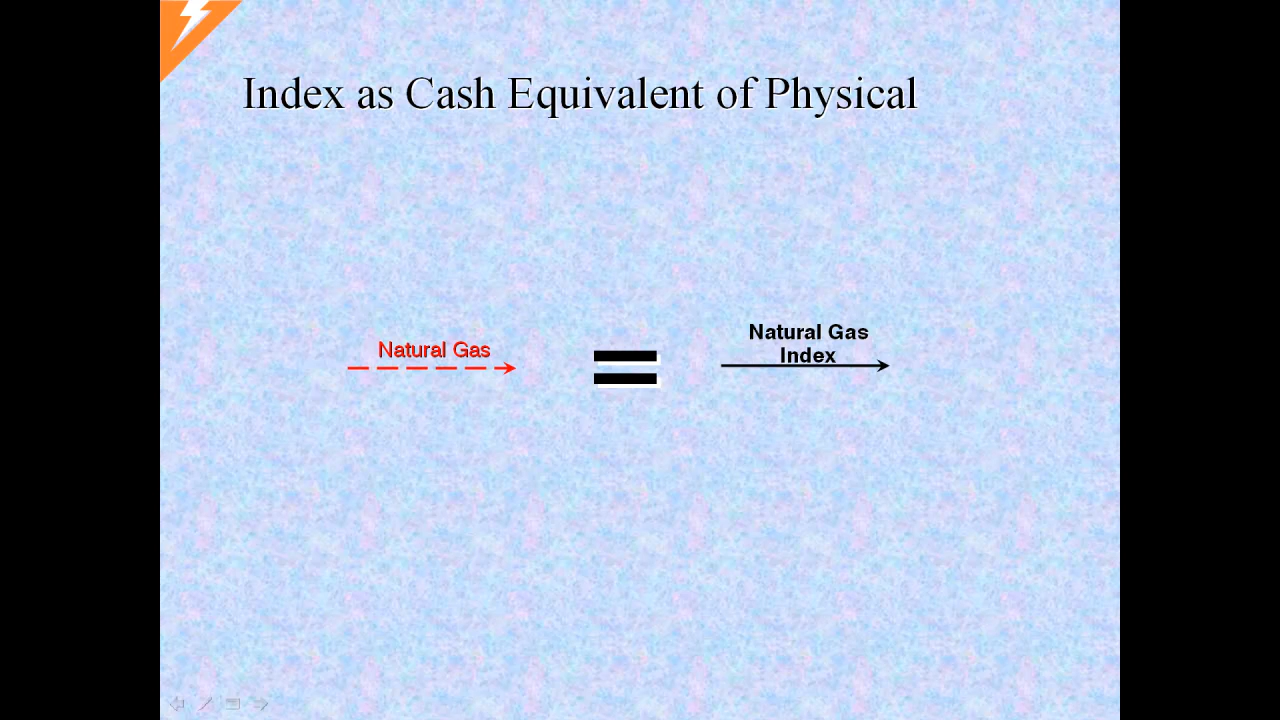 Index as Cash Equivalent of Physical
Natural Gas
=
Natural Gas
Index